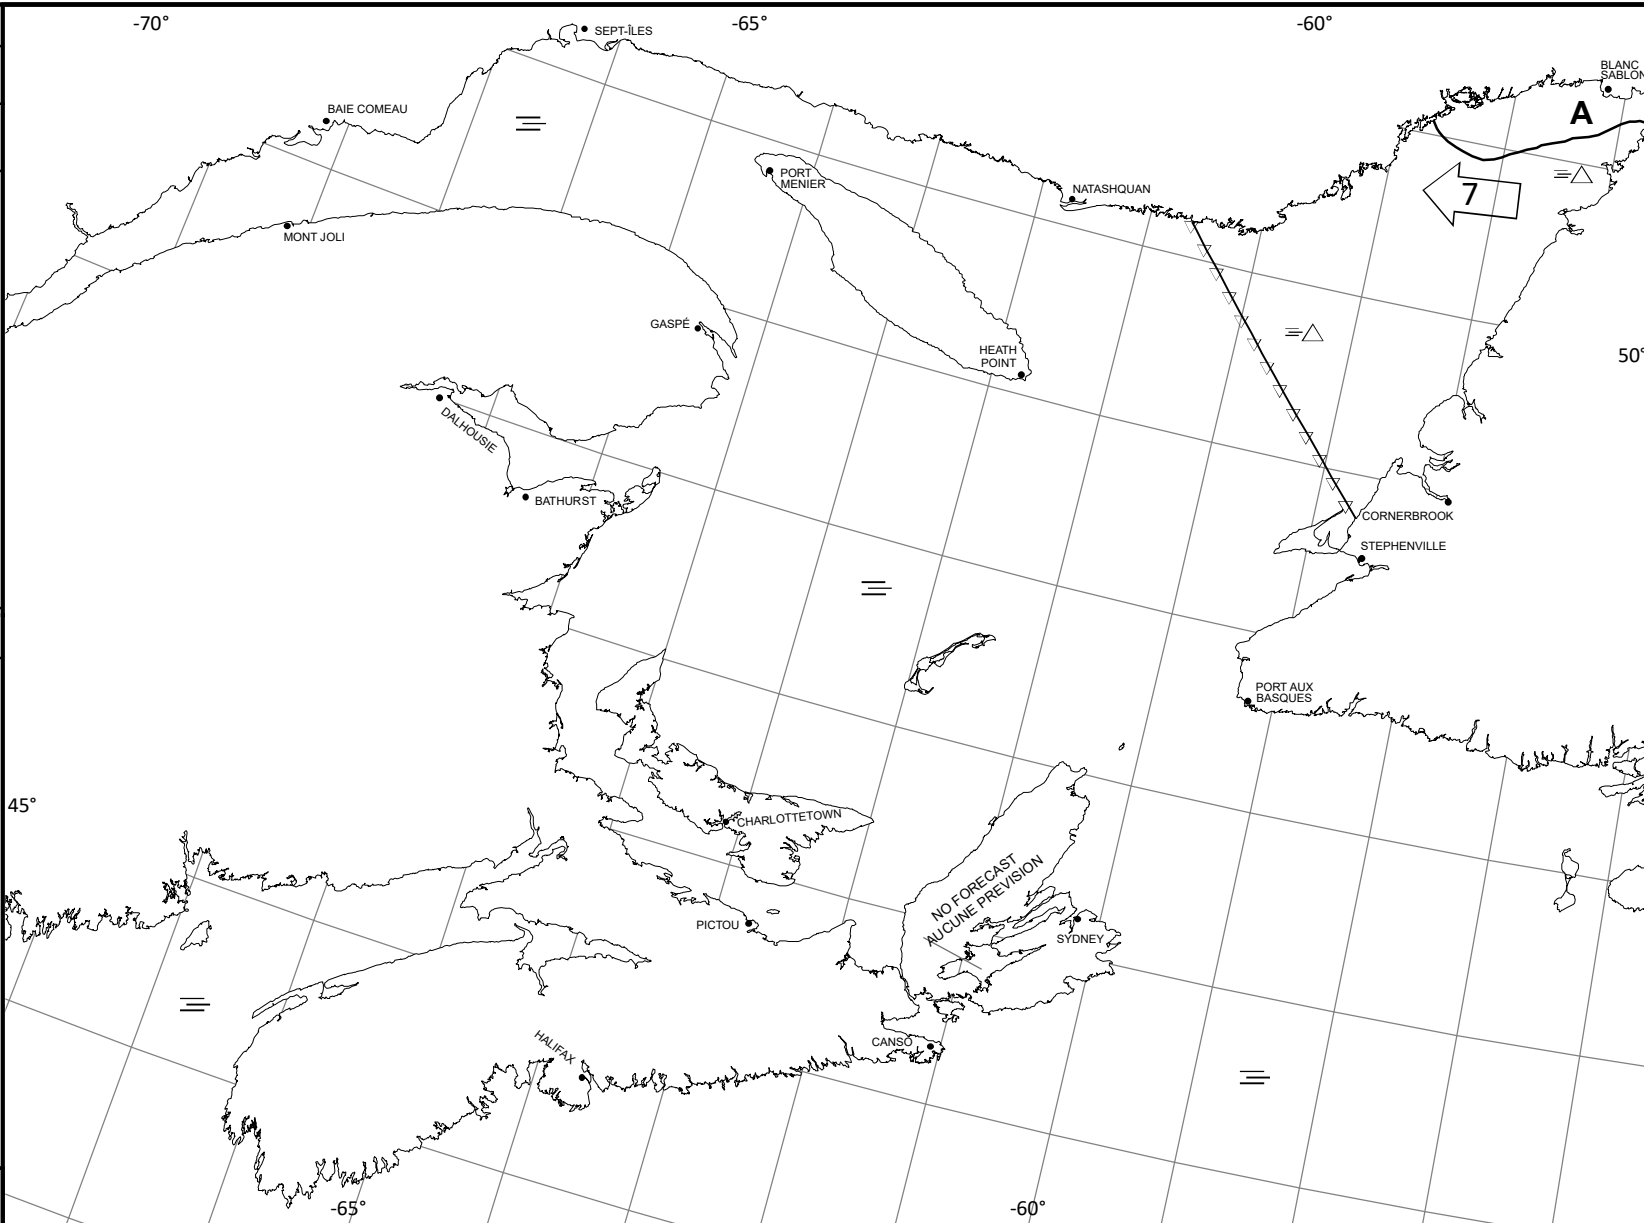 -70°
-65°
-60°
SEPT-ÎLES
BLANC
SABLON
BAIE COMEAU
A
PORT
MENIER
NATASHQUAN
7
MONT JOLI
GASPÉ
HEATH
POINT
50°
DALHOUSIE
BATHURST
CORNERBROOK
STEPHENVILLE
PORT AUX
BASQUES
45°
CHARLOTTETOWN
NO FORECAST
AUCUNE PREVISION
PICTOU
SYDNEY
HALIFAX
CANSO
-65°
-60°